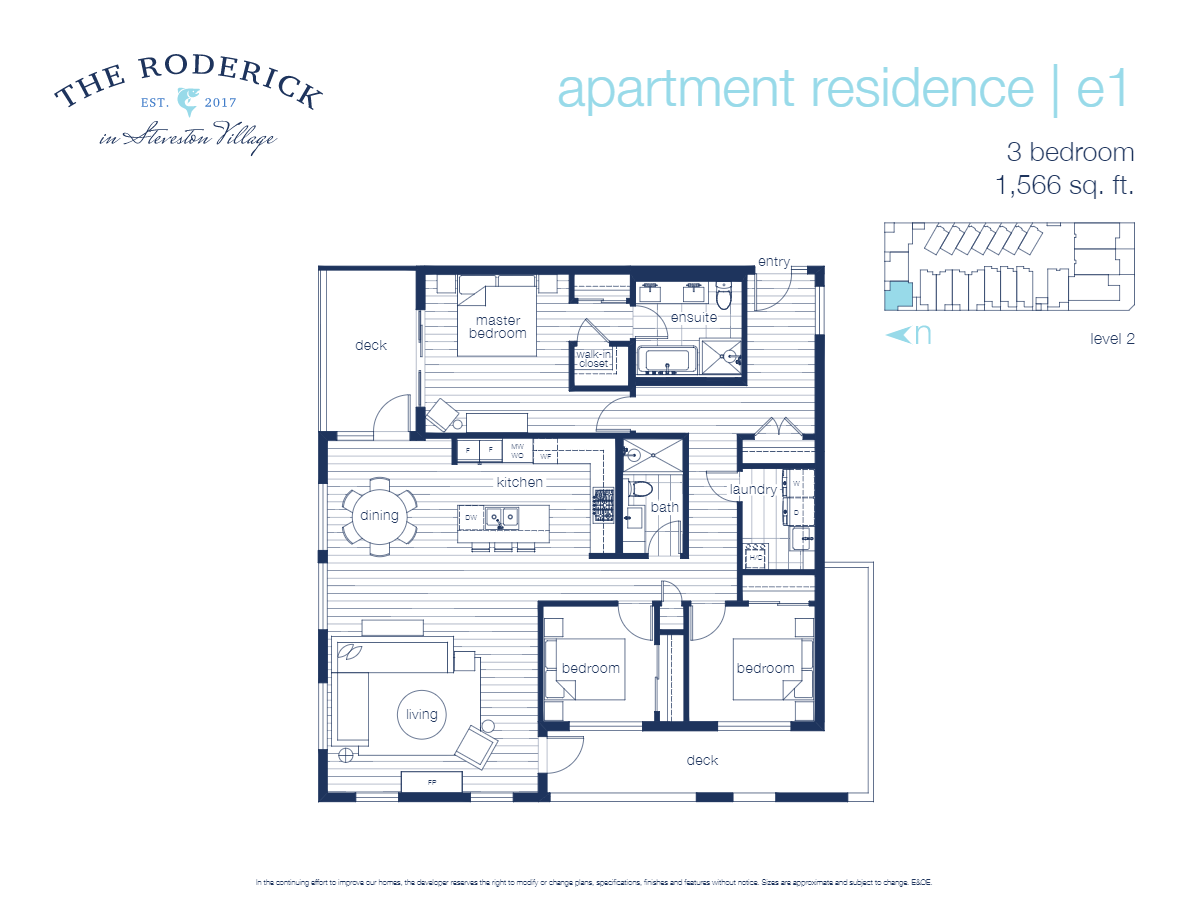 THE RODERICK
EST. 2017
in Steveston Village
apartment residence | e1
3 bedroom
1,566 sq. ft.
n
level 2
entry
master
bedroom
ensuite
deck
walk-in
closet
F
F
MW
WO
WF
kitchen
dining
DW
bath
laundry
W
D
H/C
bedroom
bedroom
living
FP
deck
In the continuing effort to improve our homes, the developer reserves the right to modify or change plans, specifications, finishes and features without notice. Sizes are approximate and subject to change. E&OE.